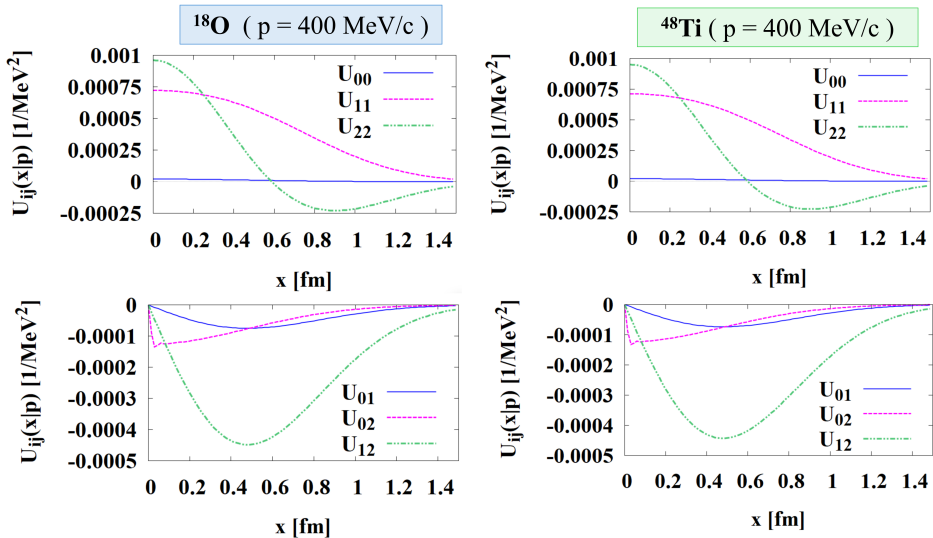 ¹⁸O ( p = 400 MeV/c )
⁴⁸Ti ( p = 400 MeV/c )
U_ij(x|p) [1/MeV²]
0.001
0.00075
0.0005
0.00025
0
-0.00025
U₀₀
U₁₁
U₂₂
0 0.2 0.4 0.6 0.8 1 1.2 1.4
x [fm]
U_ij(x|p) [1/MeV²]
0.001
0.00075
0.0005
0.00025
0
-0.00025
U₀₀
U₁₁
U₂₂
0 0.2 0.4 0.6 0.8 1 1.2 1.4
x [fm]
U_ij(x|p) [1/MeV²]
0
-0.0001
-0.0002
-0.0003
-0.0004
-0.0005
U₀₁
U₀₂
U₁₂
0 0.2 0.4 0.6 0.8 1 1.2 1.4
x [fm]
U_ij(x|p) [1/MeV²]
0
-0.0001
-0.0002
-0.0003
-0.0004
-0.0005
U₀₁
U₀₂
U₁₂
0 0.2 0.4 0.6 0.8 1 1.2 1.4
x [fm]